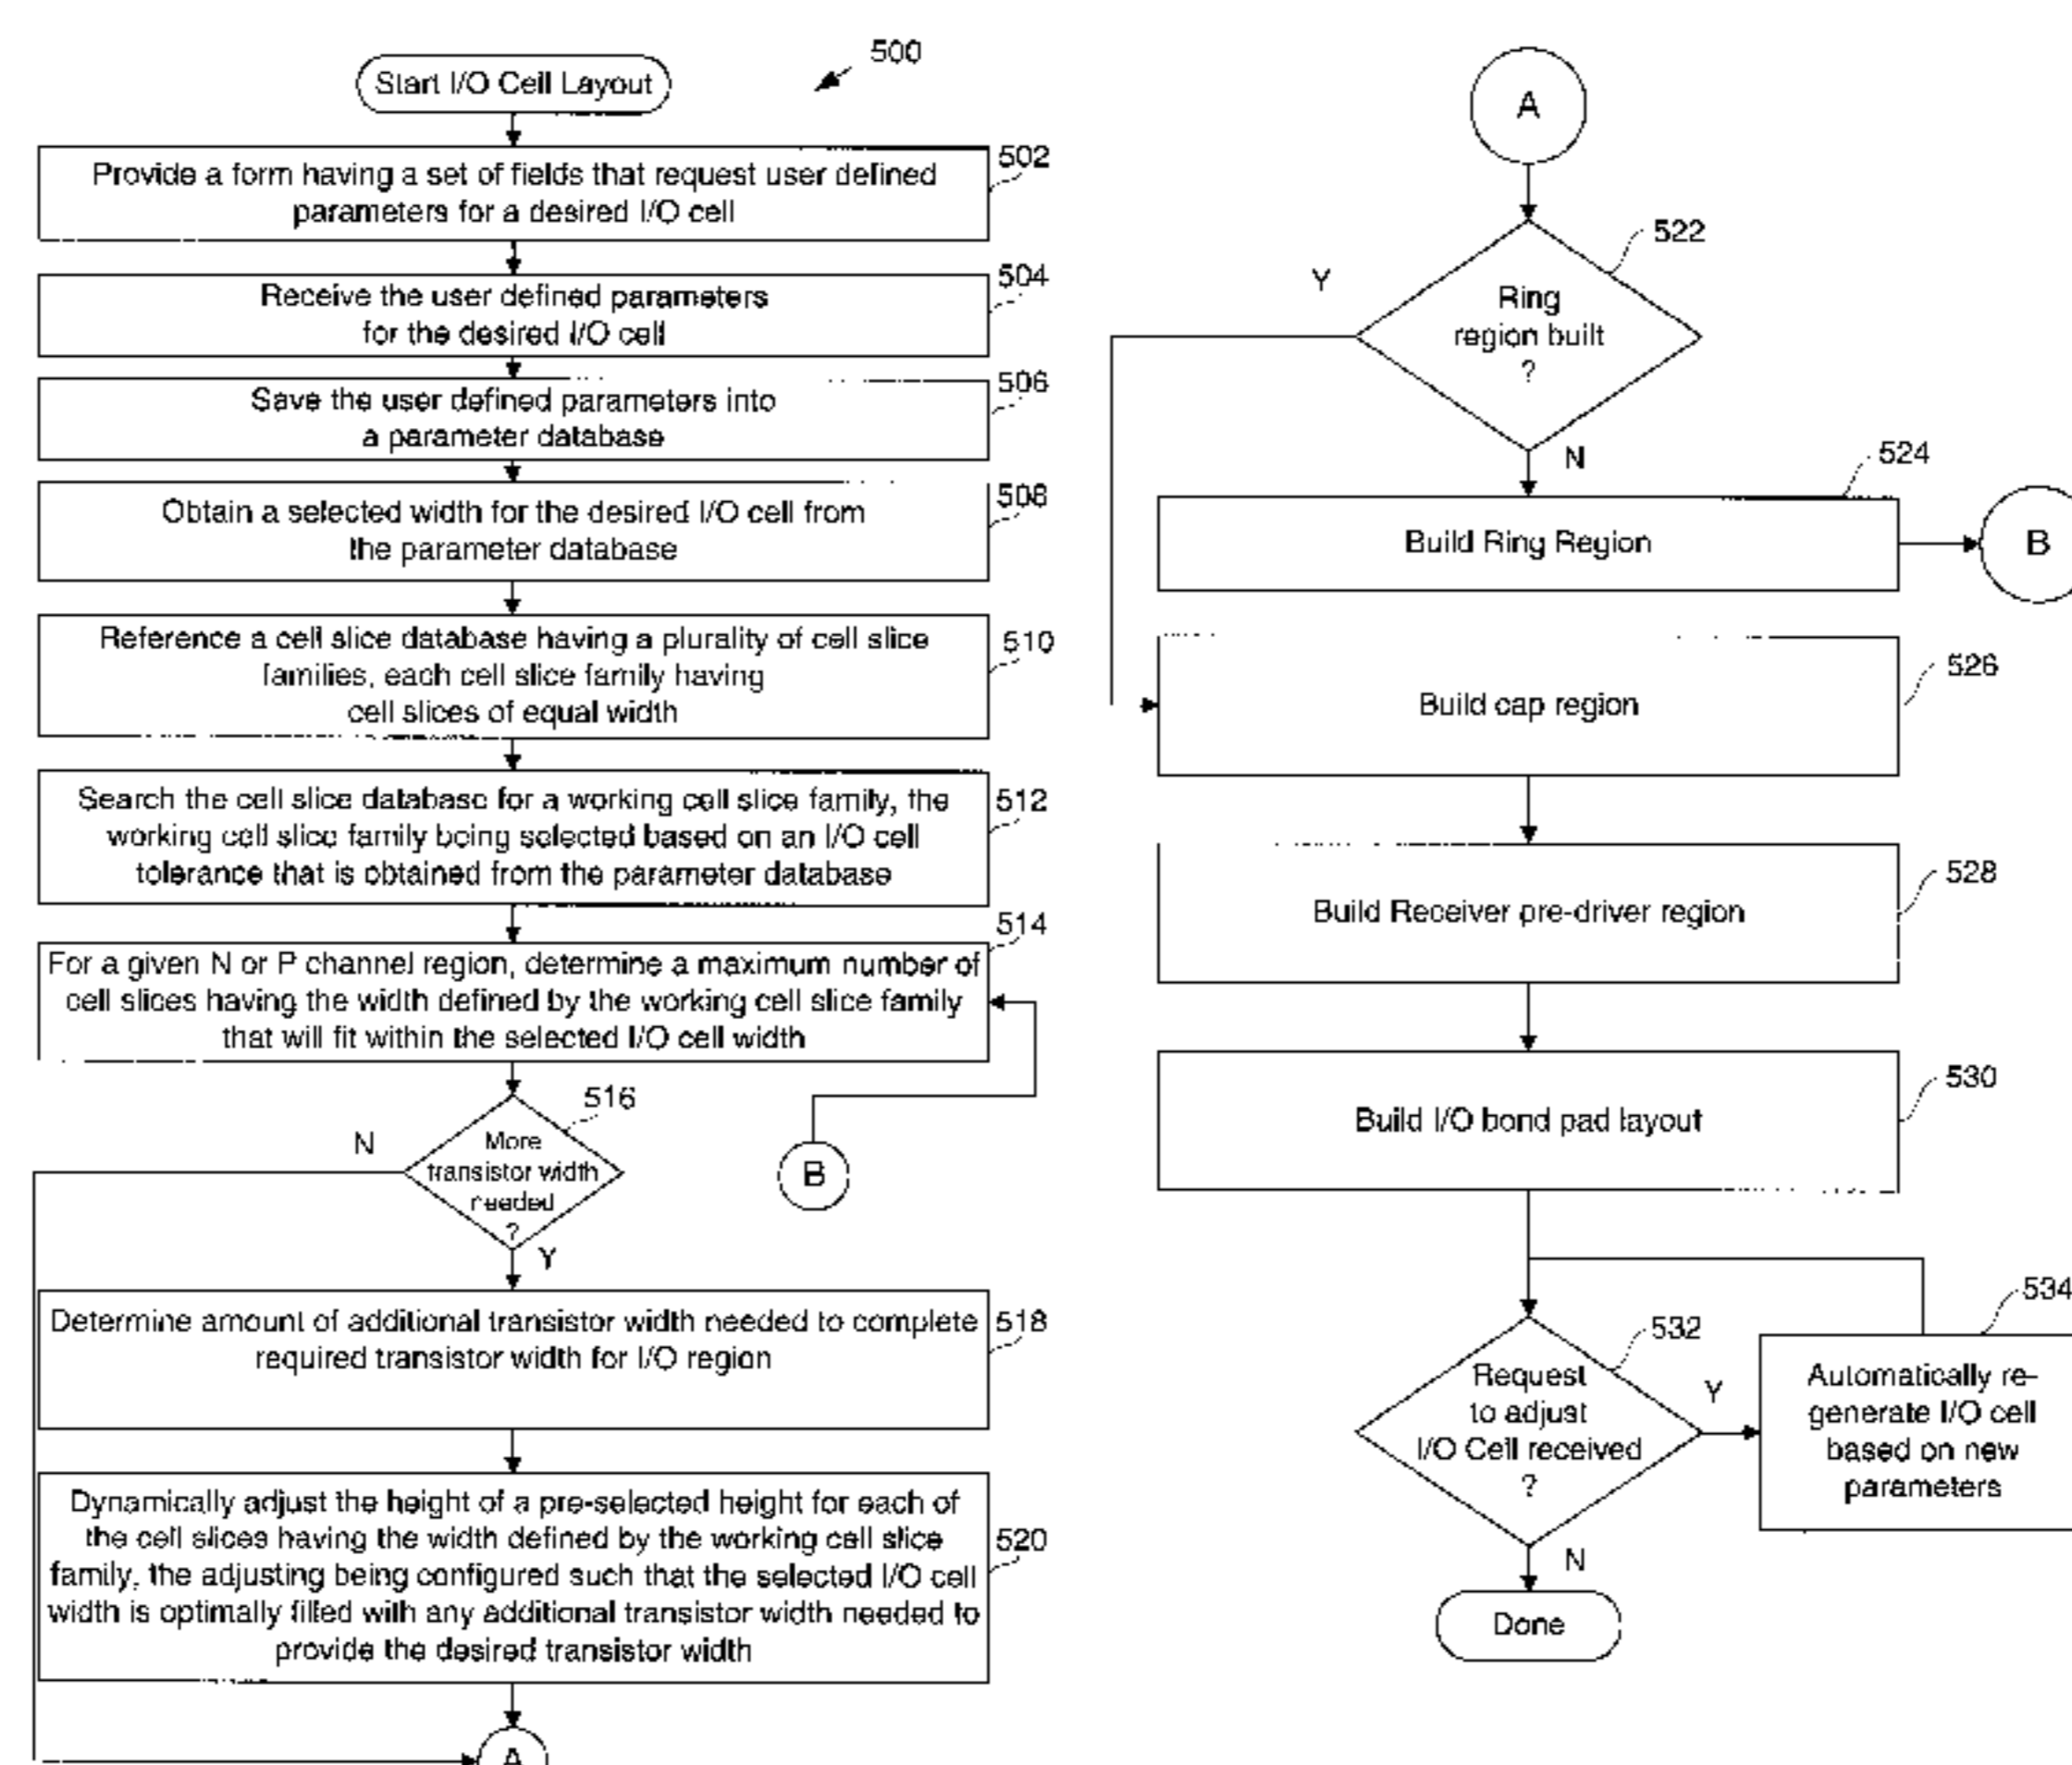 500
Start I/O Cell Layout
502
Provide a form having a set of fields that request user defined
parameters for a desired I/O cell
504
Receive the user defined parameters
for the desired I/O cell
506
Save the user defined parameters into
a parameter database
508
Obtain a selected width for the desired I/O cell from
the parameter database
510
Reference a cell slice database having a plurality of cell slice
families, each cell slice family having
cell slices of equal width
512
Search the cell slice database for a working cell slice family, the
working cell slice family being selected based on an I/O cell
tolerance that is obtained from the parameter database
514
For a given N or P channel region, determine a maximum number of
cell slices having the width defined by the working cell slice family
that will fit within the selected I/O cell width
516
N
More
transistor width
needed
?
Y
B
518
Determine amount of additional transistor width needed to complete
required transistor width for I/O region
520
Dynamically adjust the height of a pre-selected height for each of
the cell slices having the width defined by the working cell slice
family, the adjusting being configured such that the selected I/O cell
width is optimally filled with any additional transistor width needed to
provide the desired transistor width
A
A
522
Y
Ring
region built
?
N
524
Build Ring Region
B
526
Build cap region
528
Build Receiver pre-driver region
530
Build I/O bond pad layout
532
Request
to adjust
I/O Cell received
?
Y
N
534
Automatically re-
generate I/O cell
based on new
parameters
Done